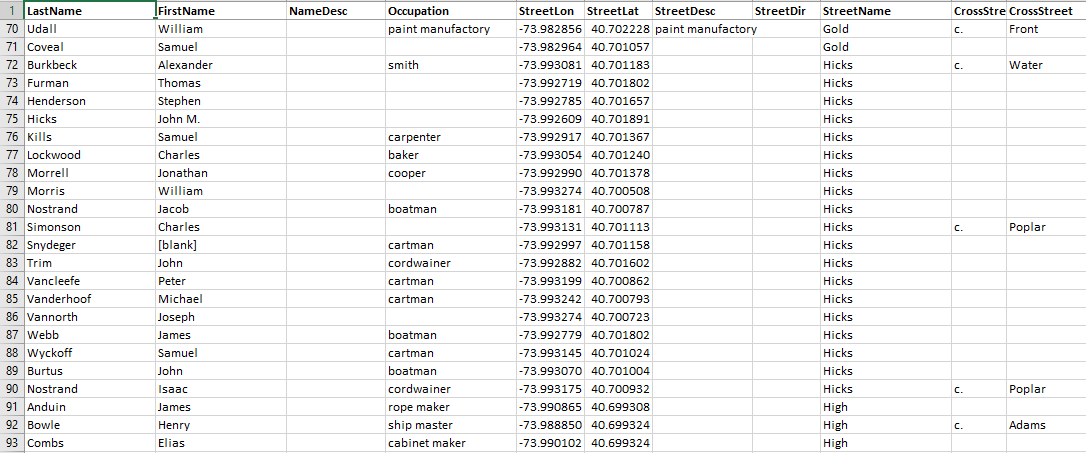 1 LastName FirstName NameDesc Occupation StreetLon StreetLat StreetDesc StreetDir StreetName CrossStre CrossStreet
70 Udall William paint manufactory -73.982856 40.702228 paint manufactory Gold c. Front
71 Coveal Samuel -73.982964 40.701057 Gold
72 Burkbeck Alexander smith -73.993081 40.701183 Hicks c. Water
73 Furman Thomas -73.992719 40.701802 Hicks
74 Henderson Stephen -73.992785 40.701657 Hicks
75 Hicks John M. -73.992609 40.701891 Hicks
76 Kills Samuel carpenter -73.992917 40.701367 Hicks
77 Lockwood Charles baker -73.993054 40.701240 Hicks
78 Morrell Jonathan cooper -73.992990 40.701378 Hicks
79 Morris William -73.993274 40.700508 Hicks
80 Nostrand Jacob boatman -73.993181 40.700787 Hicks
81 Simonson Charles -73.993131 40.701113 Hicks c. Poplar
82 Snydeger [blank] cartman -73.992997 40.701158 Hicks
83 Trim John cordwainer -73.992882 40.701602 Hicks
84 Vancleefe Peter cartman -73.993199 40.700862 Hicks
85 Vanderhoof Michael cartman -73.993242 40.700793 Hicks
86 Vannorth Joseph -73.993274 40.700723 Hicks
87 Webb James boatman -73.992779 40.701802 Hicks
88 Wyckoff Samuel cartman -73.993145 40.701024 Hicks
89 Burtus John boatman -73.993070 40.701004 Hicks
90 Nostrand Isaac cordwainer -73.993175 40.700932 Hicks c. Poplar
91 Anduin James rope maker -73.990865 40.699308 High
92 Bowle Henry ship master -73.988850 40.699324 High c. Adams
93 Combs Elias cabinet maker -73.990102 40.699324 High